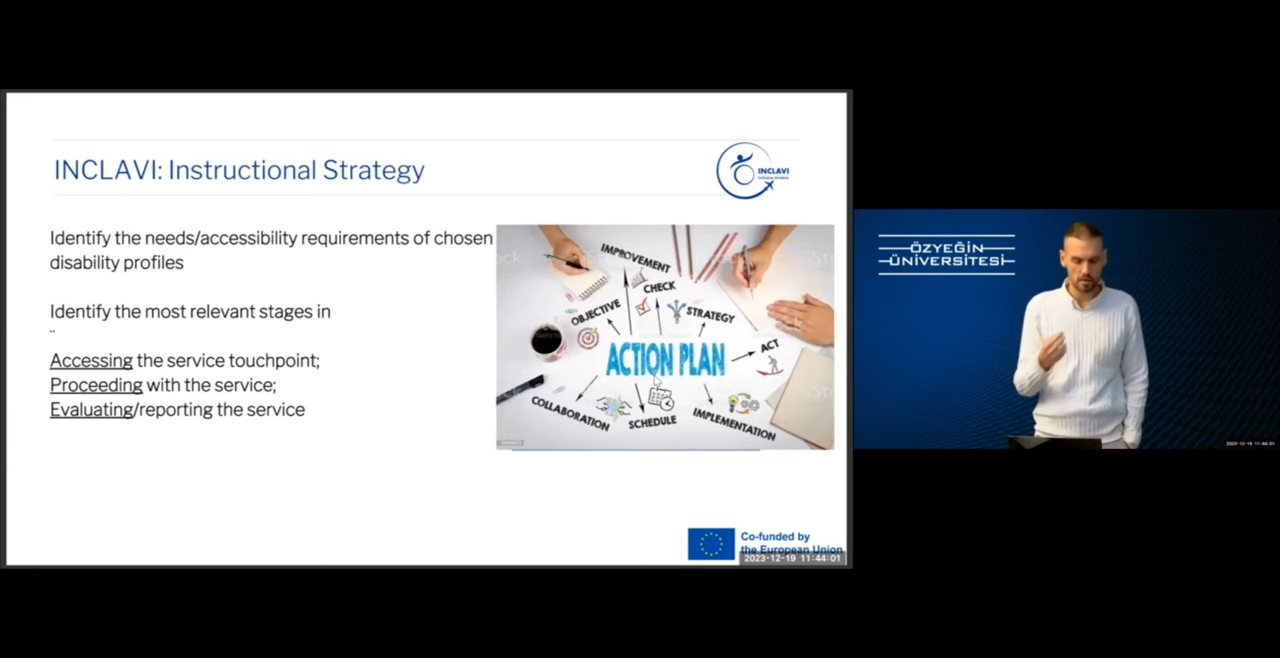 INCLAVI: Instructional Strategy
INCLAVI
Identify the needs/accessibility requirements of chosen
disability profiles
Identify the most relevant stages in
..
Accessing the service touchpoint;
Proceeding with the service;
Evaluating/reporting the service
IMPROVEMENT
CHECK
OBJECTIVE
STRATEGY
ACTION PLAN
ACT
COLLABORATION
SCHEDULE
IMPLEMENTATION
Co-funded by
the European Union
2023-12-19 11:44:01
ÖZYEĞİN
ÜNİVERSİTESİ
2023-12-19 11:44:01